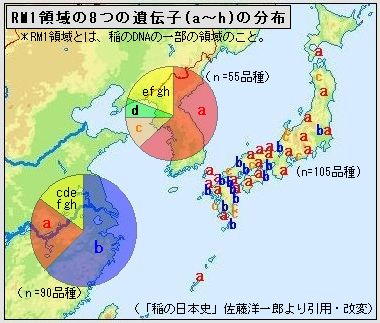 RM1領域の8つの遺伝子(a～h)の分布
＊RM1領域とは、稲のDNAの一部の領域のこと。
(n=55品種)
efgh
a
d
c
(n=105品種)
cde
fgh
a
b
(n=90品種)
a
c
a
b
a
(「稲の日本史」佐藤洋一郎より引用・改変)